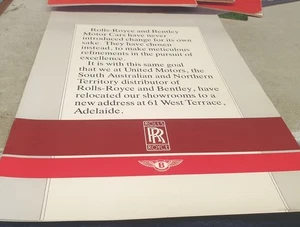 Rolls-Royce and Bentley
Motor Cars have never
introduced change for its own
sake. They have chosen
instead, to make meticulous
refinements in the pursuit of
excellence.
It is with this same goal
that we at United Motors, the
South Australian and Northern
Territory distributor of
Rolls-Royce and Bentley, have
relocated our showrooms to a
new address at 61 West Terrace,
Adelaide.
ROLLS
RR
ROYCE
B